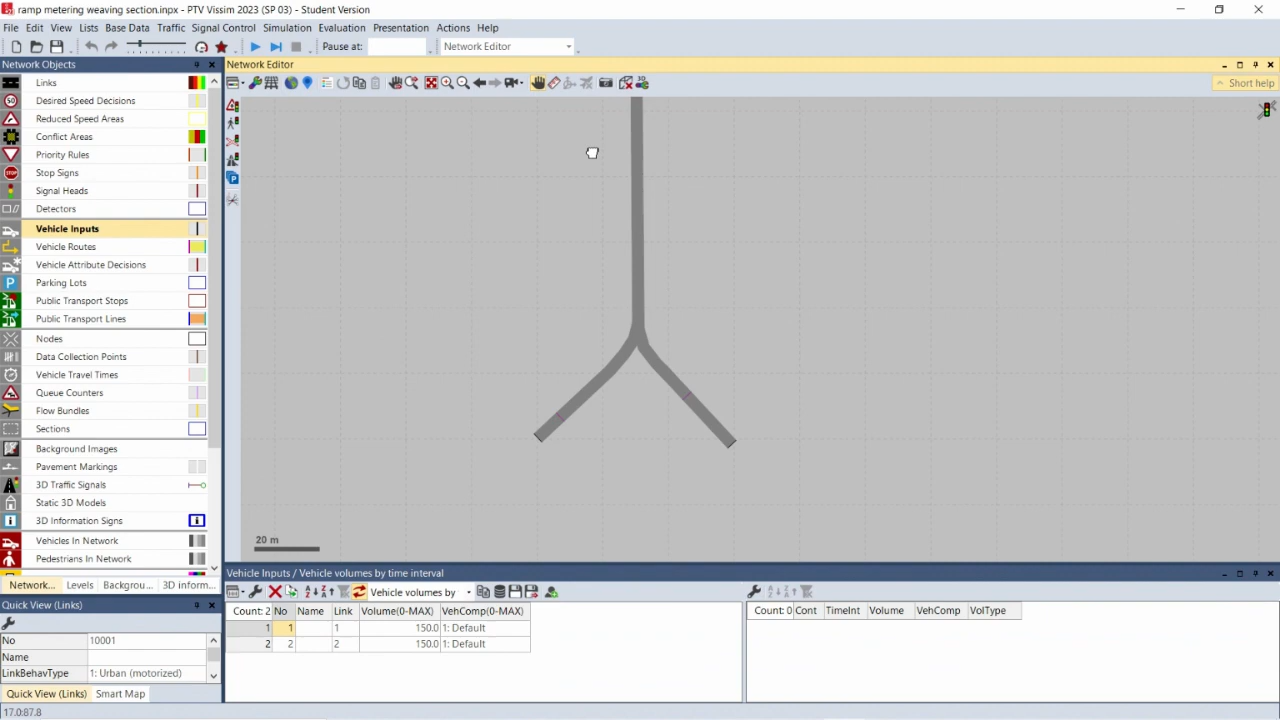 ramp metering weaving section.inpx - PTV Vissim 2023 (SP 03) - Student Version
File Edit View Lists Base Data Traffic Signal Control Simulation Evaluation Presentation Actions Help
Pause at: Network Editor
Network Objects
Links
Desired Speed Decisions
Reduced Speed Areas
Conflict Areas
Priority Rules
Stop Signs
Signal Heads
Detectors
Vehicle Inputs
Vehicle Routes
Vehicle Attribute Decisions
Parking Lots
Public Transport Stops
Public Transport Lines
Nodes
Data Collection Points
Vehicle Travel Times
Queue Counters
Flow Bundles
Sections
Background Images
Pavement Markings
3D Traffic Signals
Static 3D Models
3D Information Signs
Vehicles In Network
Pedestrians In Network
Network... Levels Backgrou... 3D inform...
Quick View (Links)
No 10001
Name
LinkBehavType 1: Urban (motorized)
Quick View (Links) Smart Map
17.0:87.8
Network Editor
Short help
20 m
Vehicle Inputs / Vehicle volumes by time interval
Vehicle volumes by
Count: 2 No Name Link Volume(0-MAX) VehComp(0-MAX)
1 1 1 150.0 1: Default
2 2 2 150.0 1: Default
Count: 0 Cont TimeInt Volume VehComp VolType